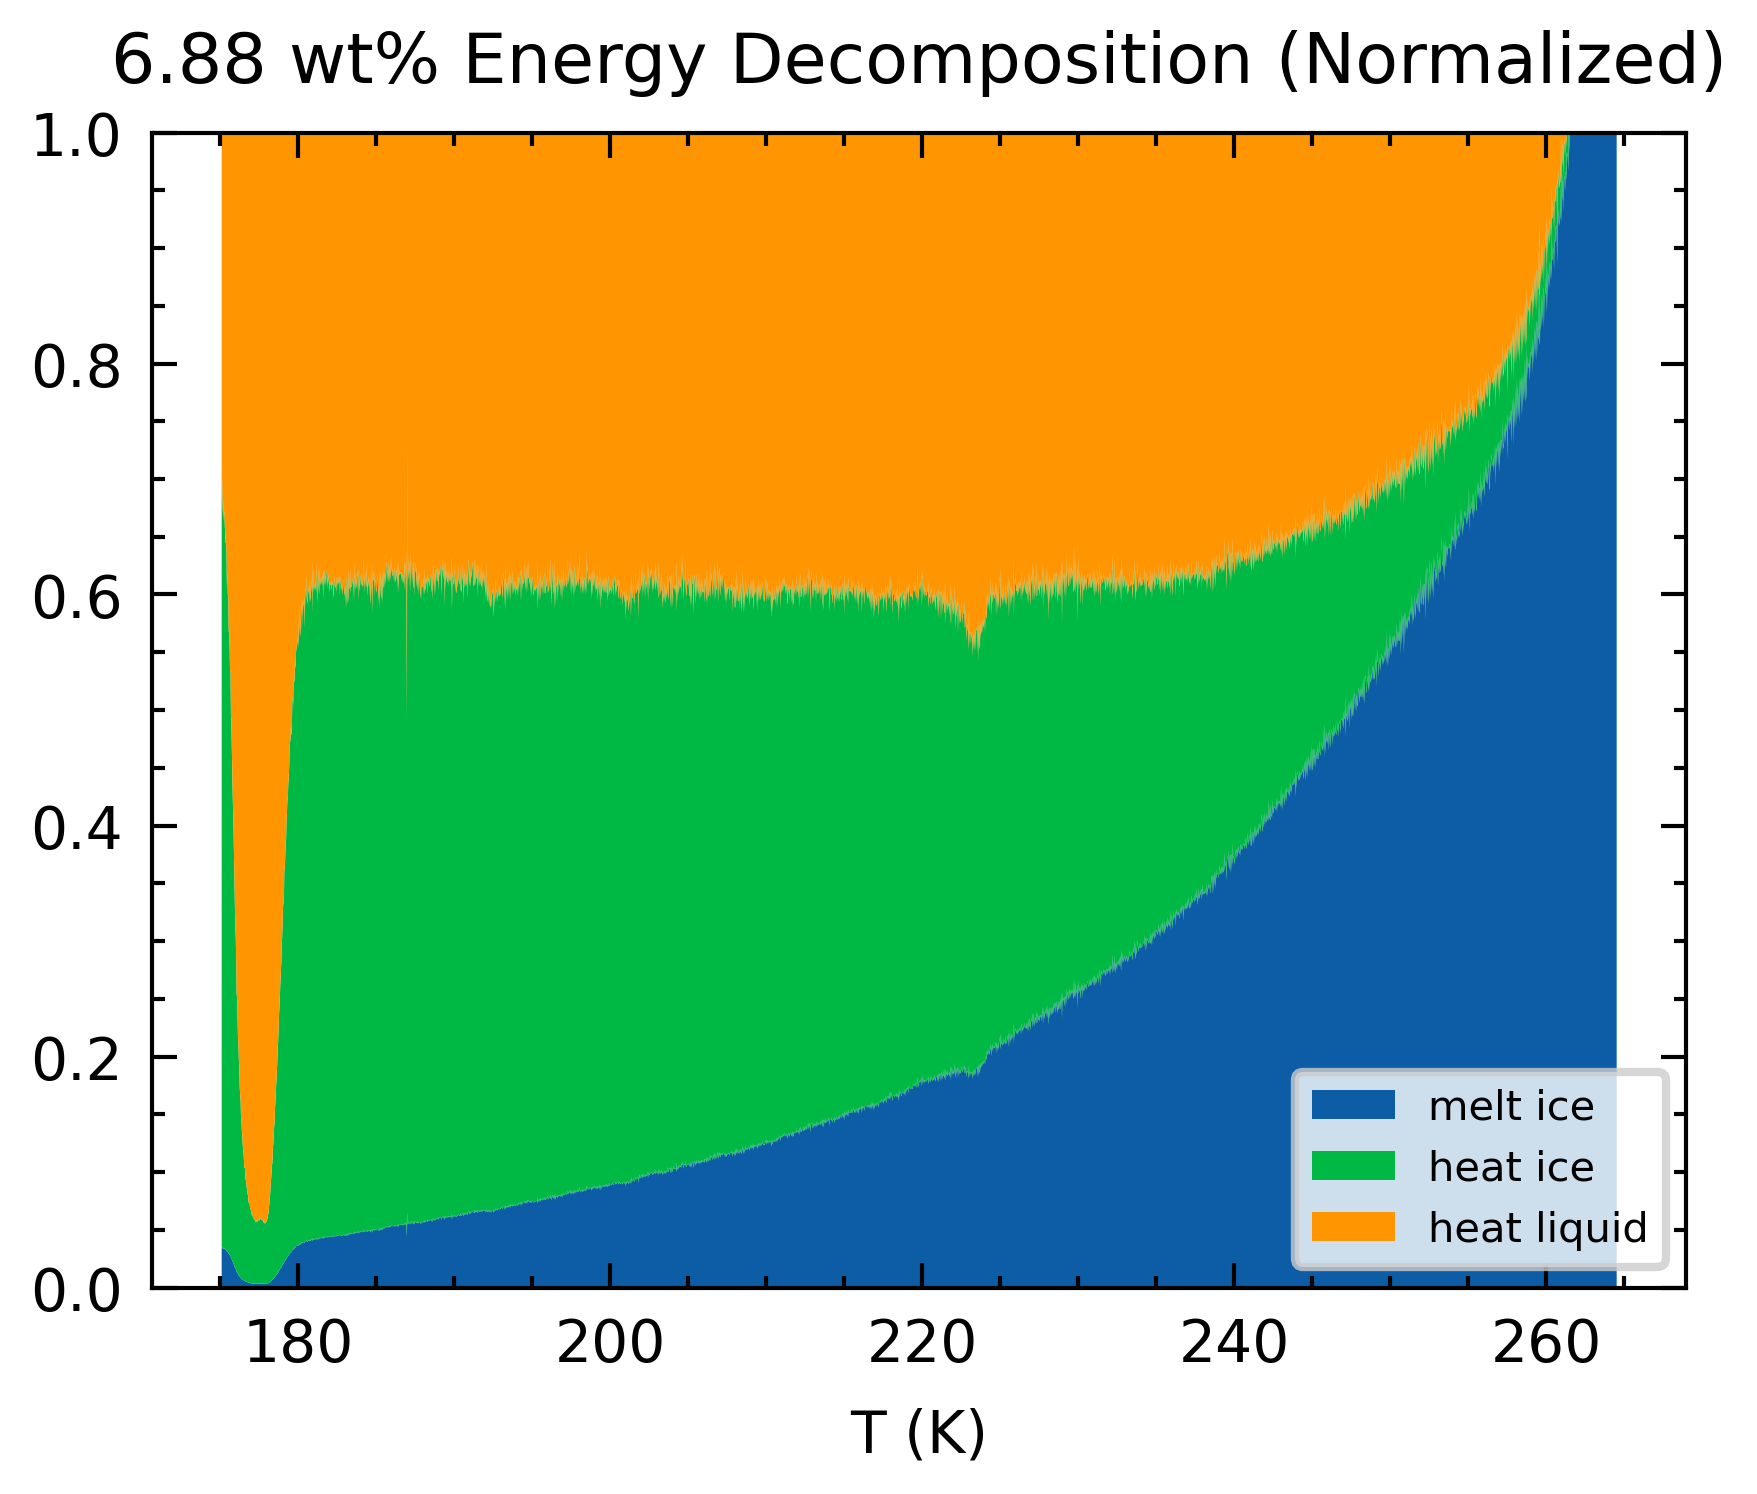 6.88 wt% Energy Decomposition (Normalized)
1.0
0.8
0.6
0.4
0.2
0.0
melt ice
heat ice
heat liquid
180 200 220 240 260
T (K)